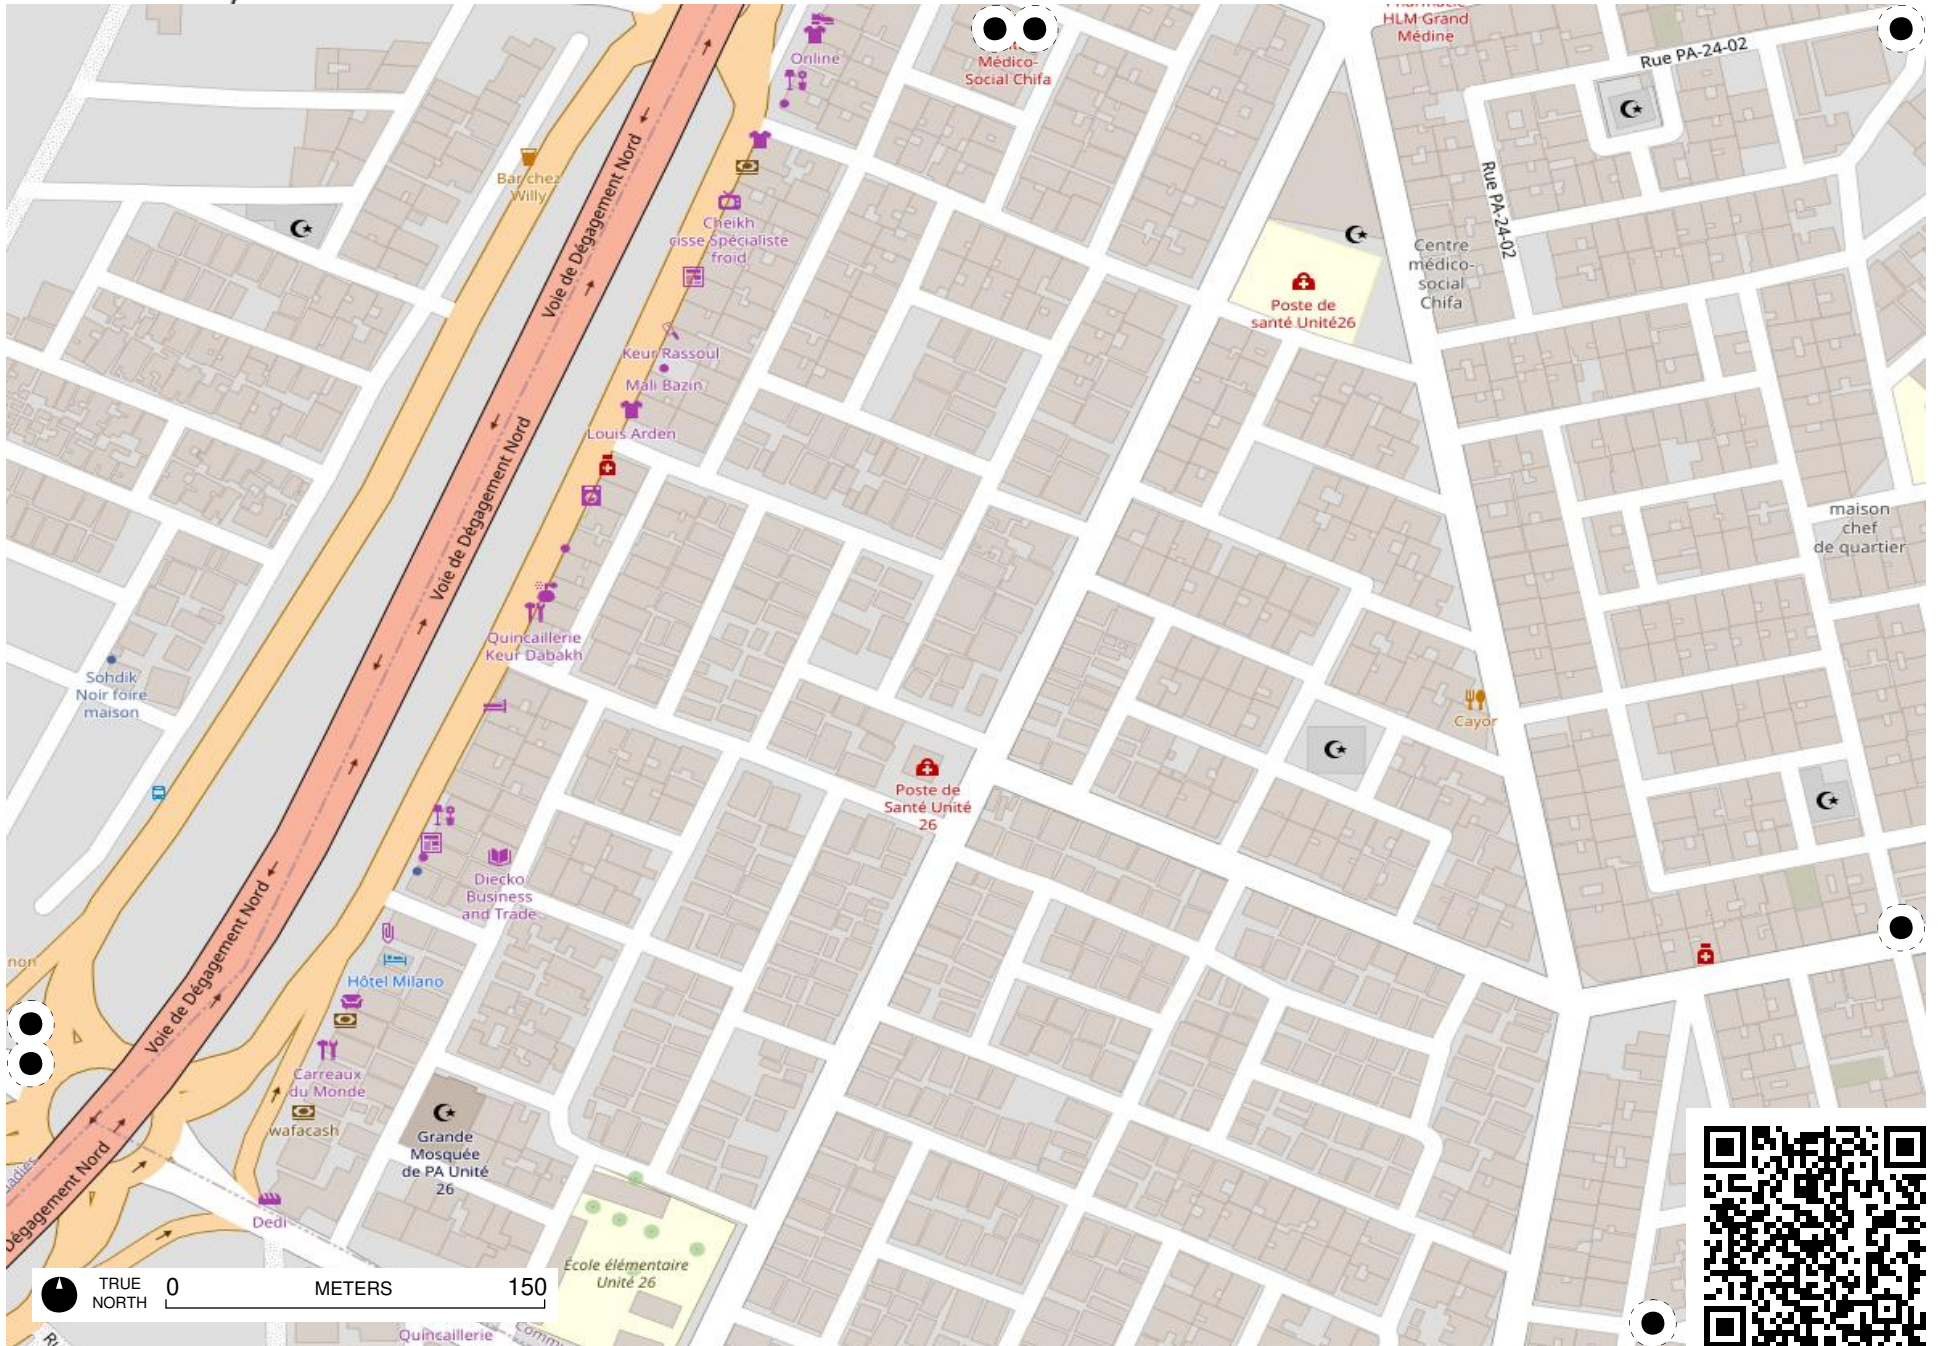 HLM Grand
Médine
Rue PA-24-02
Online
Médico-
Social Chifa
Voie de Dégagement Nord
Bar chez
Willy
Rue PA-24-02
Cheikh
cisse Spécialiste
froid
Centre
médico-
social
Chifa
Poste de
santé Unité26
Keur Rassoul
Mali Bazin
Louis Arden
Voie de Dégagement Nord
maison
chef
de quartier
Quincaillerie
Keur Dabakh
Sohdik
Noir foire
maison
Cayor
Poste de
Santé Unité
26
Diecko
Business
and Trade
Voie de Dégagement Nord
non
Hôtel Milano
Carreaux
du Monde
wafacash
Grande
Mosquée
de PA Unité
26
Dégagement Nord
Dedi
École élémentaire
Unité 26
TRUE
NORTH
0 METERS 150
Quincaillerie